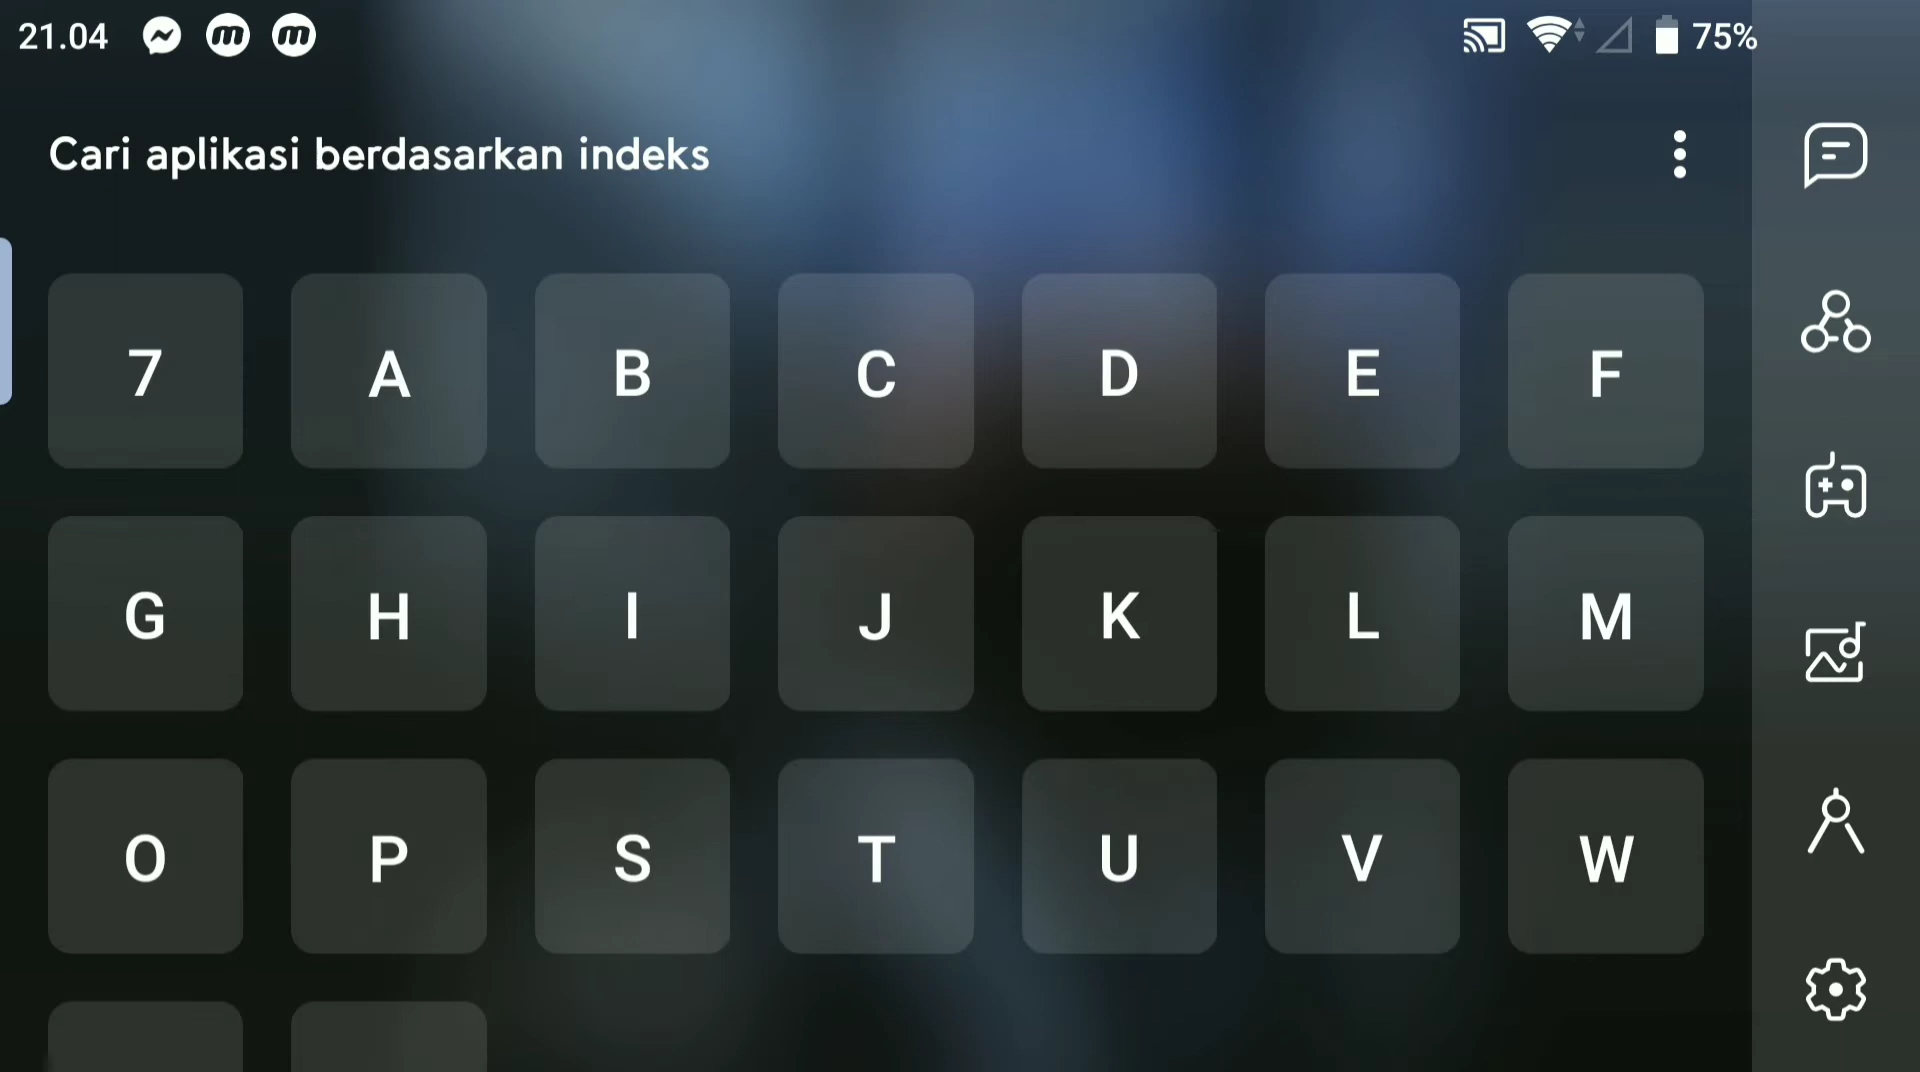 21.04 m m 75%
Cari aplikasi berdasarkan indeks
7 A B C D E F
G H I J K L M
O P S T U V W